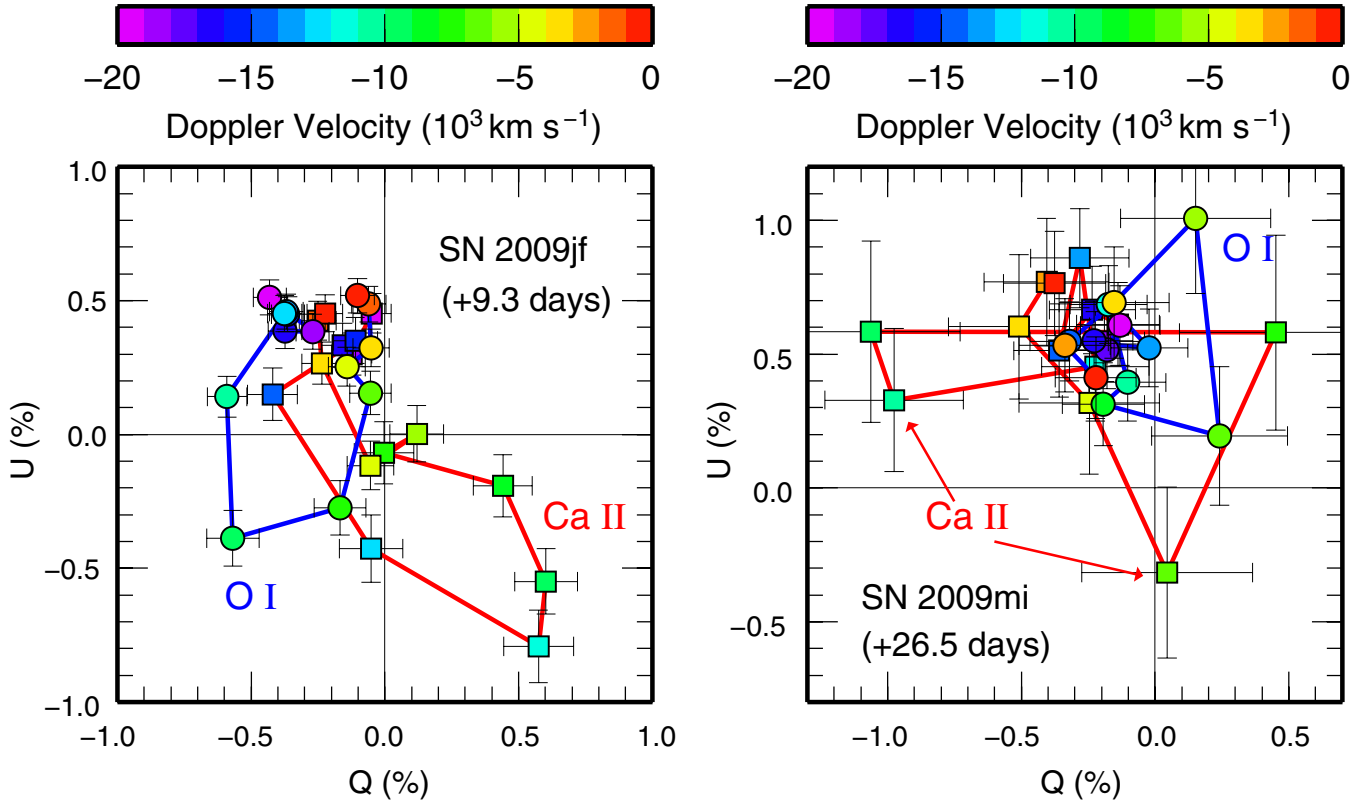 −20 −15 −10 −5 0
Doppler Velocity (10³ km s⁻¹)
1.0
0.5
0.0
−0.5
−1.0
U (%)
SN 2009jf
(+9.3 days)
Ca II
O I
−1.0 −0.5 0.0 0.5 1.0
Q (%)
−20 −15 −10 −5 0
Doppler Velocity (10³ km s⁻¹)
1.0
0.5
0.0
−0.5
U (%)
O I
Ca II
SN 2009mi
(+26.5 days)
−1.0 −0.5 0.0 0.5
Q (%)